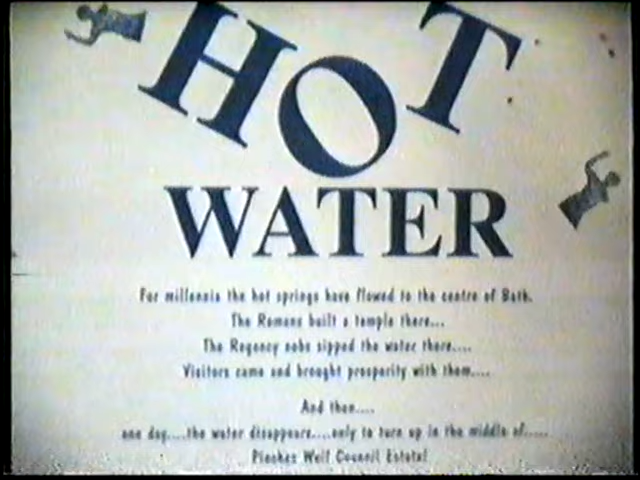 HOT
WATER
For millennia the hot springs have flowed to the centre of Bath.
The Romans built a temple there...
The Regency nobs sipped the water there....
Visitors came and brought prosperity with them....
And then....
one day....the water disappears....only to turn up in the middle of.....
Council Estate!